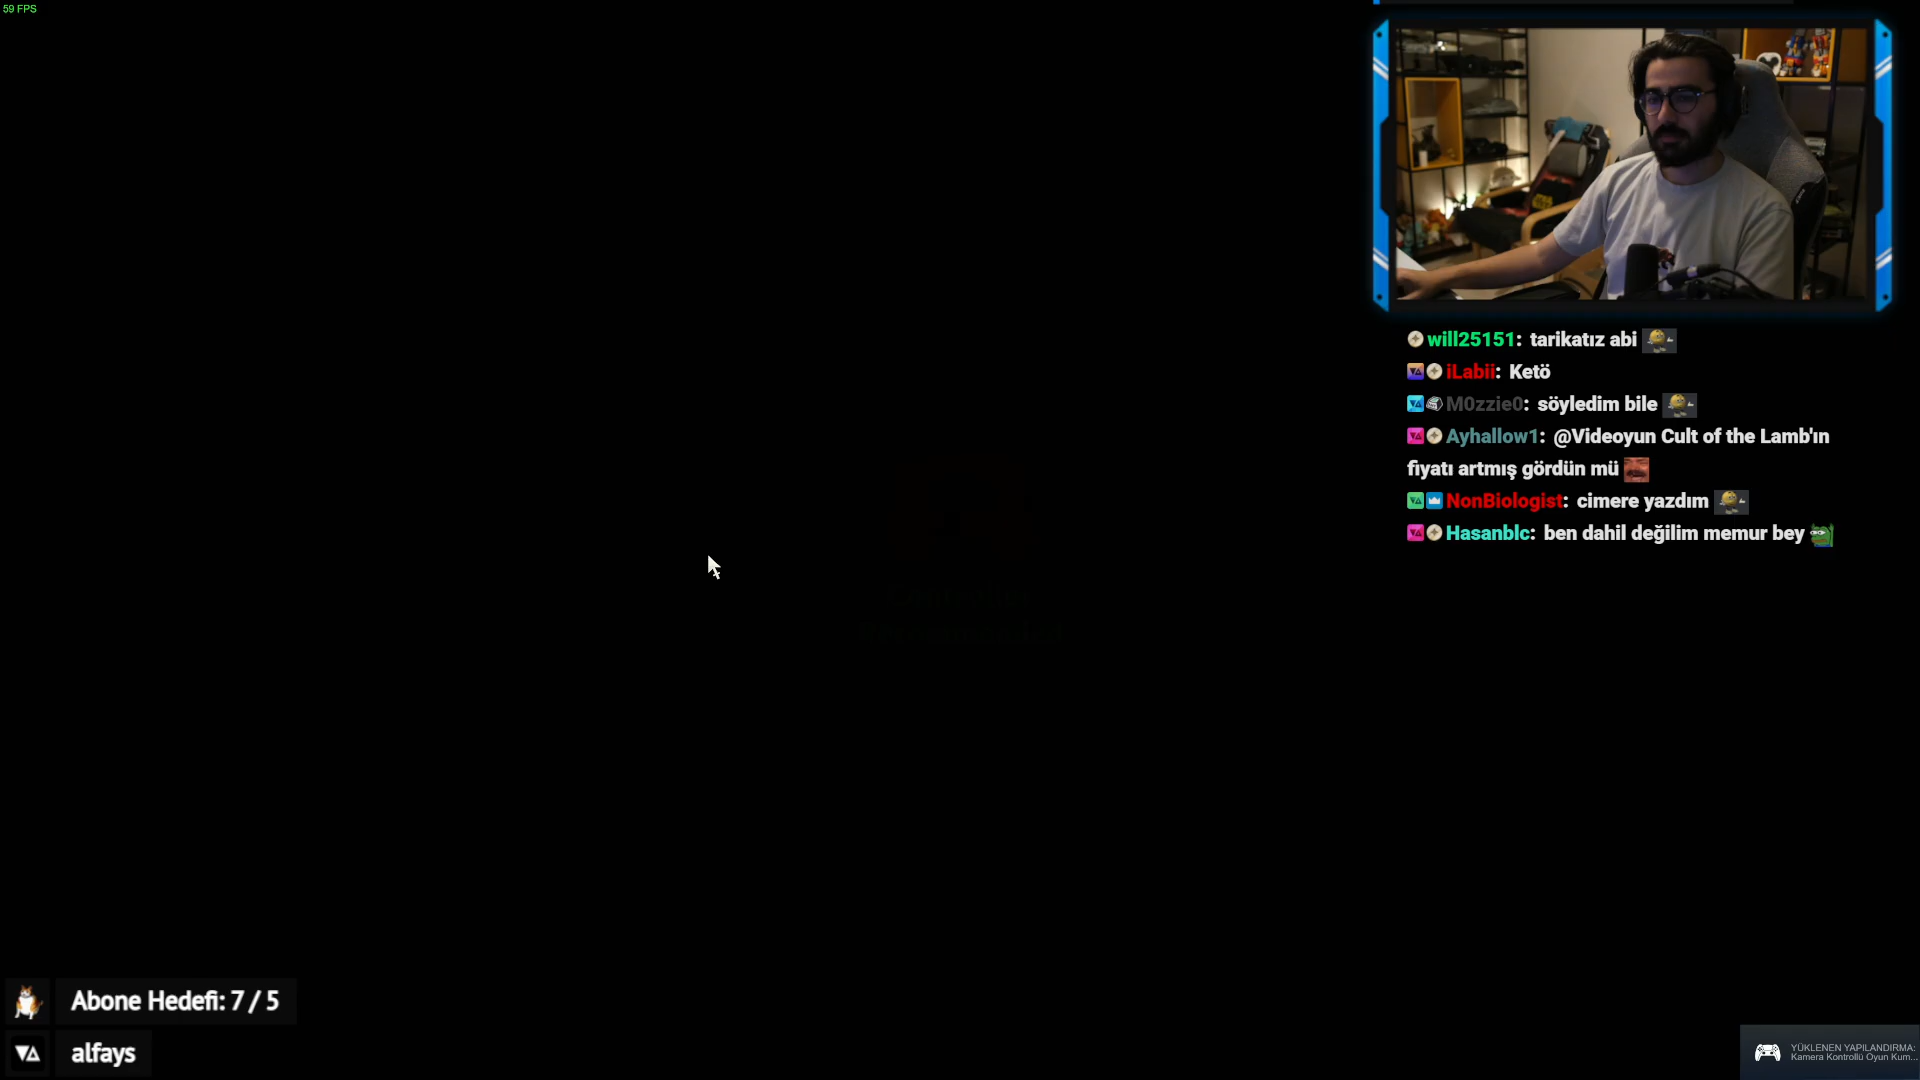 59 FPS
will25151: tarikatız abi
iLabii: Ketö
M0zzie0: söyledim bile
Ayhallow1: @Videoyun Cult of the Lamb'ın
fiyatı artmış gördün mü
NonBiologist: cimere yazdım
Hasanblc: ben dahil değilim memur bey
Controller
Recommended
Abone Hedefi: 7 / 5
alfays
YÜKLENEN YAPILANDIRMA:
Kamera Kontrollü Oyun Kum...